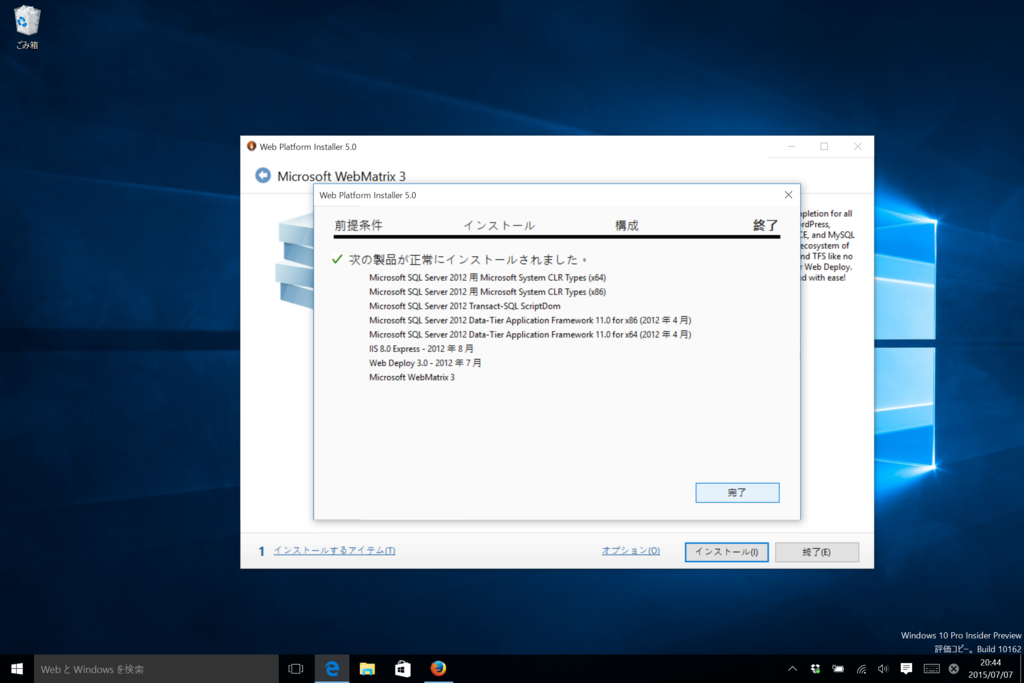 ごみ箱
Web Platform Installer 5.0
Microsoft WebMatrix 3
Web Platform Installer 5.0
前提条件 インストール 構成 終了
次の製品が正常にインストールされました。
Microsoft SQL Server 2012 用 Microsoft System CLR Types (x64)
Microsoft SQL Server 2012 用 Microsoft System CLR Types (x86)
Microsoft SQL Server 2012 Transact-SQL ScriptDom
Microsoft SQL Server 2012 Data-Tier Application Framework 11.0 for x86 (2012 年 4 月)
Microsoft SQL Server 2012 Data-Tier Application Framework 11.0 for x64 (2012 年 4 月)
IIS 8.0 Express - 2012 年 8 月
Web Deploy 3.0 - 2012 年 7 月
Microsoft WebMatrix 3
完了
pletion for all
rdPress,
CE, and MySQL
ecosystem of
nd TFS like no
Web Deploy.
d with ease!
1 インストールするアイテム(T)
オプション(O) インストール(I) 終了(E)
Windows 10 Pro Insider Preview
評価コピー。 Build 10162
Web と Windows を検索
20:44
2015/07/07